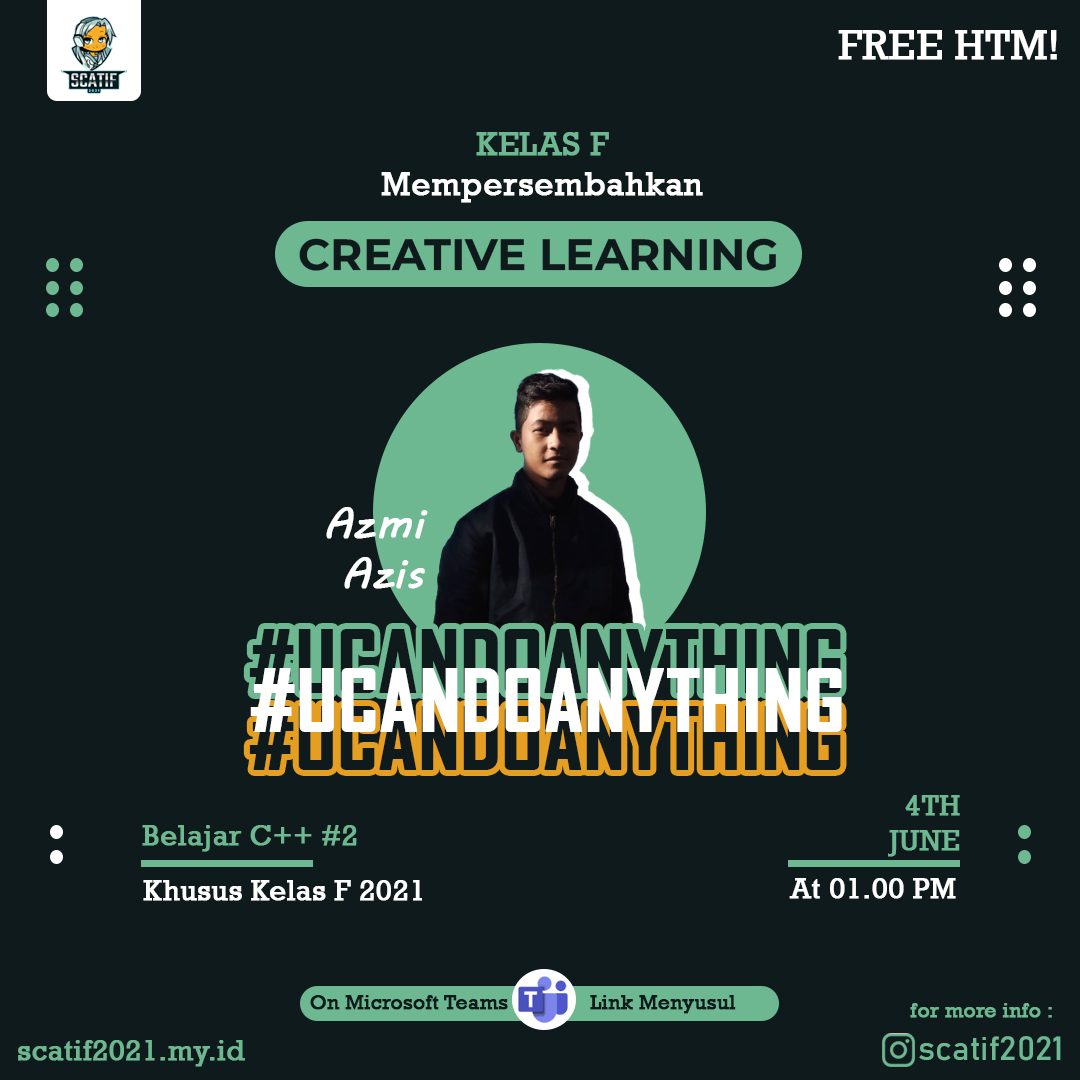 SCATIF
FREE HTM!
KELAS F
Mempersembahkan
CREATIVE LEARNING
Azmi
Azis
#UCANDOANYTHING
#UCANDOANYTHING
#UCANDOANYTHING
Belajar C++ #2
Khusus Kelas F 2021
4TH
JUNE
At 01.00 PM
On Microsoft Teams
T
Link Menyusul
for more info :
scatif2021.my.id
scatif2021